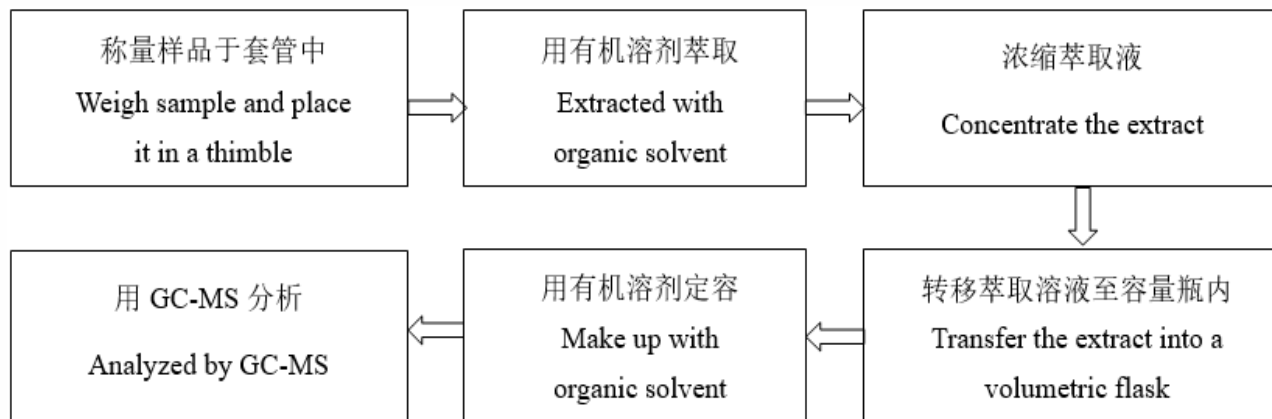 称量样品于套管中
Weigh sample and place
it in a thimble
用有机溶剂萃取
Extracted with
organic solvent
浓缩萃取液
Concentrate the extract
转移萃取溶液至容量瓶内
Transfer the extract into a
volumetric flask
用有机溶剂定容
Make up with
organic solvent
用 GC-MS 分析
Analyzed by GC-MS